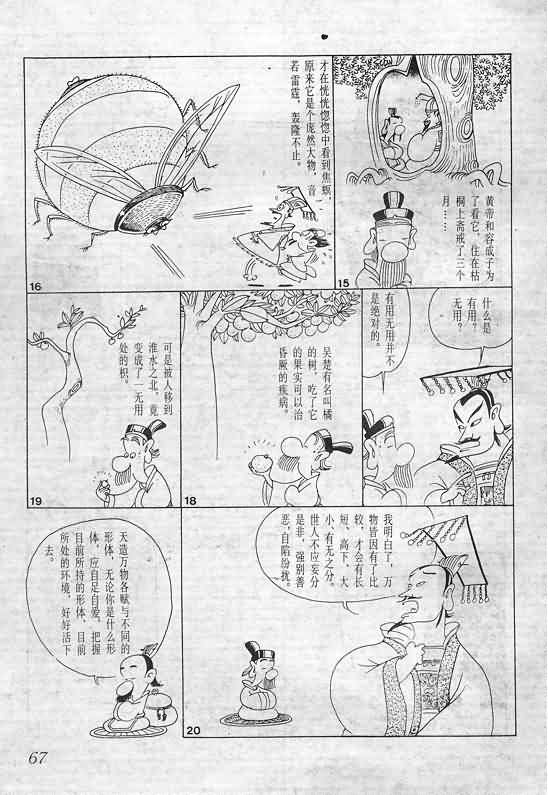 黄帝和容成子为
了看它，住在枯
桐上斋戒了三个
月……
15
才在恍恍惚惚中看到焦螟，
原来它是个庞然大物，音
若雷霆，轰隆不止。
16
什么是
有用？
无用？
有用无用并不
是绝对的。
17
吴楚有名叫橘
的树，吃了它
的果实可以治
昏厥的疾病。
18
可是被人移到
淮水之北，竟
变成了一无用
处的枳。
19
我明白了，万
物皆因有了比
较，才会有长
短、高下、大
小、有无之分。
世人不应妄分
是非，强别善
恶，自陷纷扰。
20
天造万物各赋与不同的
形体，无论你是什么形
体，应自足自爱，把握
目前所持的形体，目前
所处的环境，好好活下
去。
67